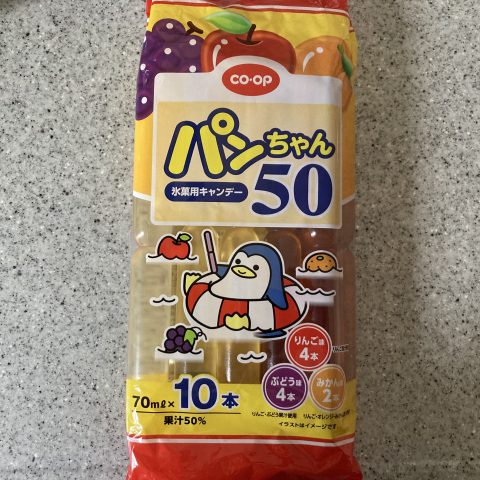 CO·OP
パンちゃん
氷菓用キャンデー
50
りんご味
4本
ぶどう味
4本
みかん味
2本
70ml×10本
果汁50%
イラストはイメージです。